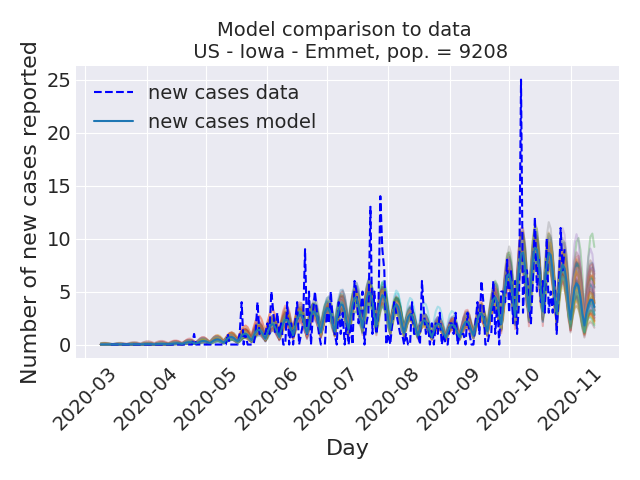 Model comparison to data
US - Iowa - Emmet, pop. = 9208
Number of new cases reported
25
20
15
10
5
0
new cases data
new cases model
2020-03
2020-04
2020-05
2020-06
2020-07
2020-08
2020-09
2020-10
2020-11
Day